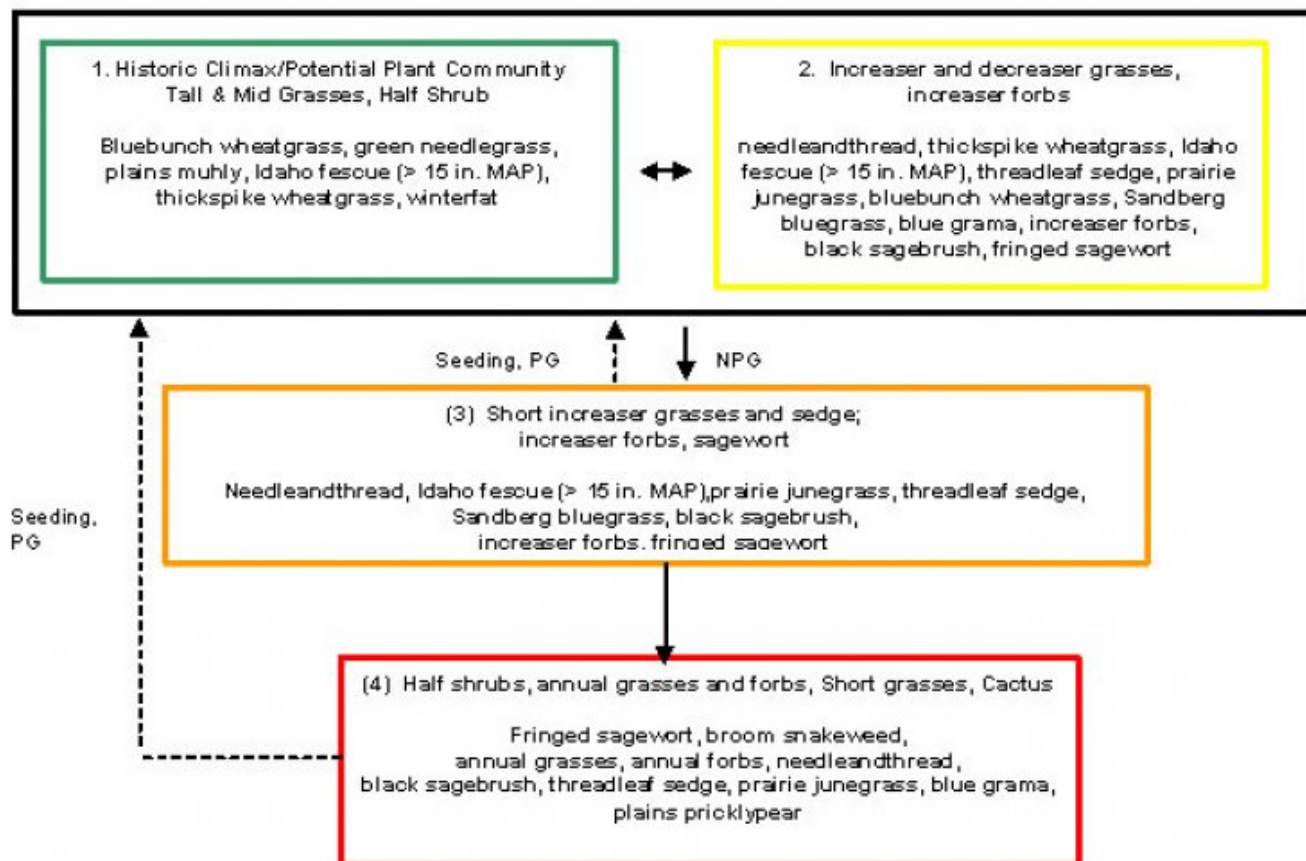 1. Historic Climax/Potential Plant Community
Tall & Mid Grasses, Half Shrub
Bluebunch wheatgrass, green needlegrass,
plains muhly, Idaho fescue (> 15 in. MAP),
thickspike wheatgrass, winterfat
2. Increaser and decreaser grasses,
increaser forbs
needleandthread, thickspike wheatgrass, Idaho
fescue (> 15 in. MAP), threadleaf sedge, prairie
junegrass, bluebunch wheatgrass, Sandberg
bluegrass, blue grama, increaser forbs,
black sagebrush, fringed sagewort
Seeding, PG
NPG
(3) Short increaser grasses and sedge;
increaser forbs, sagewort
Needleandthread, Idaho fescue (> 15 in. MAP),prairie junegrass, threadleaf sedge,
Sandberg bluegrass, black sagebrush,
increaser forbs. fringed sagewort
Seeding,
PG
(4) Half shrubs, annual grasses and forbs, Short grasses, Cactus
Fringed sagewort, broom snakeweed,
annual grasses, annual forbs, needleandthread,
black sagebrush, threadleaf sedge, prairie junegrass, blue grama,
plains pricklypear